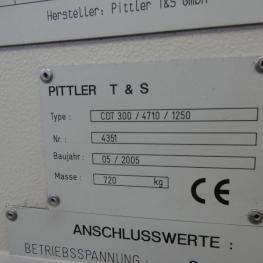 Hersteller: Pittler T&S GmbH
PITTLER T & S
Type : CDT 300 / 4710 / 1250
Nr. : 4351
Baujahr : 05 / 2005
Masse : 720 kg
CE
ANSCHLUSSWERTE :
BETRIEBSSPANNUNG :